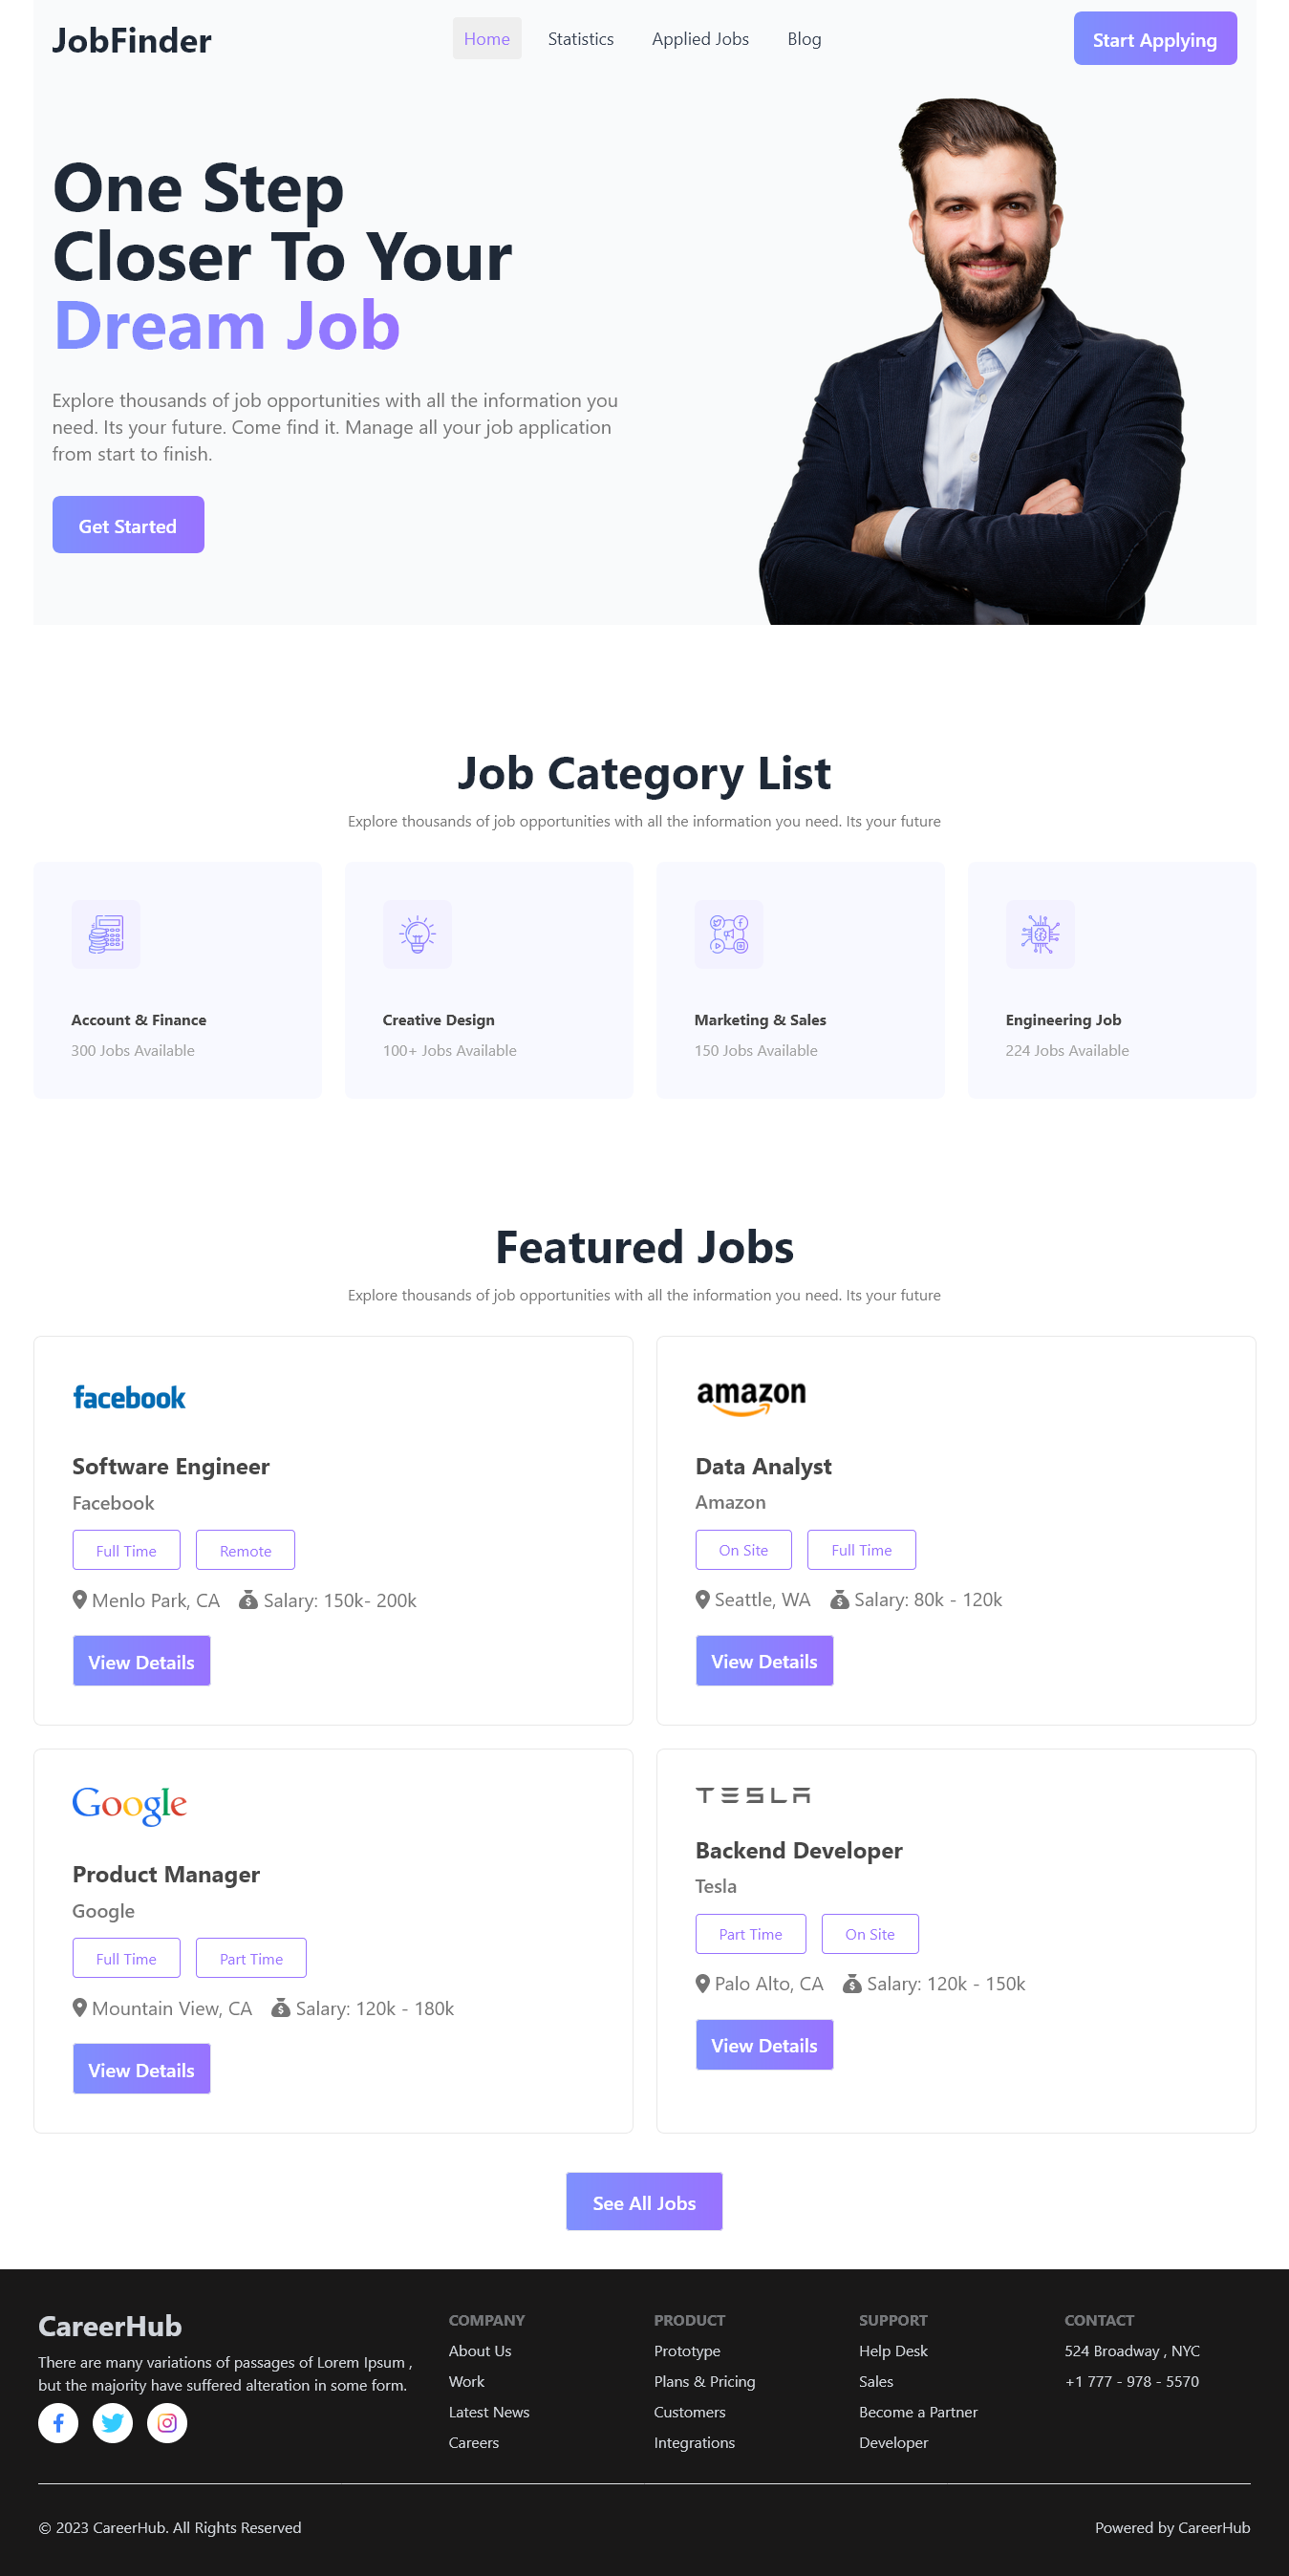 JobFinder
Home Statistics Applied Jobs Blog
Start Applying
One Step
Closer To Your
Dream Job
Explore thousands of job opportunities with all the information you
need. Its your future. Come find it. Manage all your job application
from start to finish.
Get Started
Job Category List
Explore thousands of job opportunities with all the information you need. Its your future
Account & Finance
300 Jobs Available
Creative Design
100+ Jobs Available
Marketing & Sales
150 Jobs Available
Engineering Job
224 Jobs Available
Featured Jobs
Explore thousands of job opportunities with all the information you need. Its your future
facebook
Software Engineer
Facebook
Full Time Remote
Menlo Park, CA Salary: 150k- 200k
View Details
amazon
Data Analyst
Amazon
On Site Full Time
Seattle, WA Salary: 80k - 120k
View Details
Google
Product Manager
Google
Full Time Part Time
Mountain View, CA Salary: 120k - 180k
View Details
TESLA
Backend Developer
Tesla
Part Time On Site
Palo Alto, CA Salary: 120k - 150k
View Details
See All Jobs
CareerHub
There are many variations of passages of Lorem Ipsum ,
but the majority have suffered alteration in some form.
COMPANY
About Us
Work
Latest News
Careers
PRODUCT
Prototype
Plans & Pricing
Customers
Integrations
SUPPORT
Help Desk
Sales
Become a Partner
Developer
CONTACT
524 Broadway , NYC
+1 777 - 978 - 5570
© 2023 CareerHub. All Rights Reserved
Powered by CareerHub